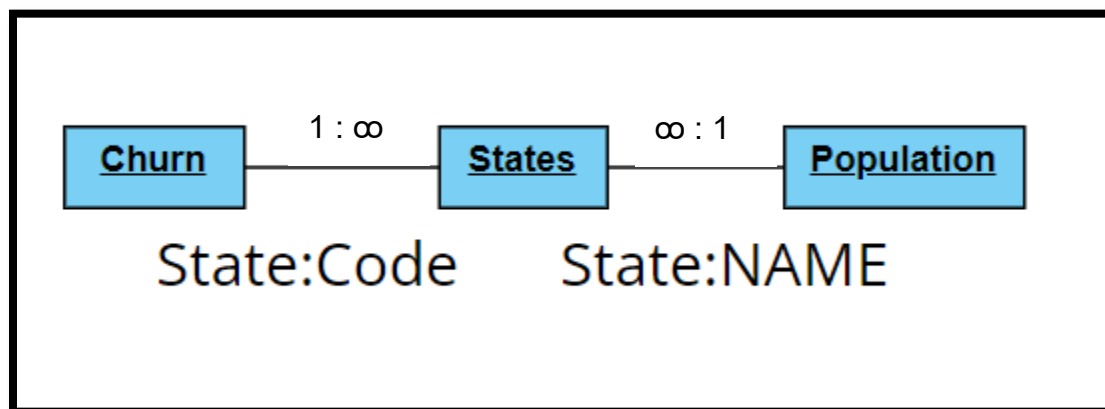 1 : ∞
∞ : 1
Churn
States
Population
State:Code
State:NAME